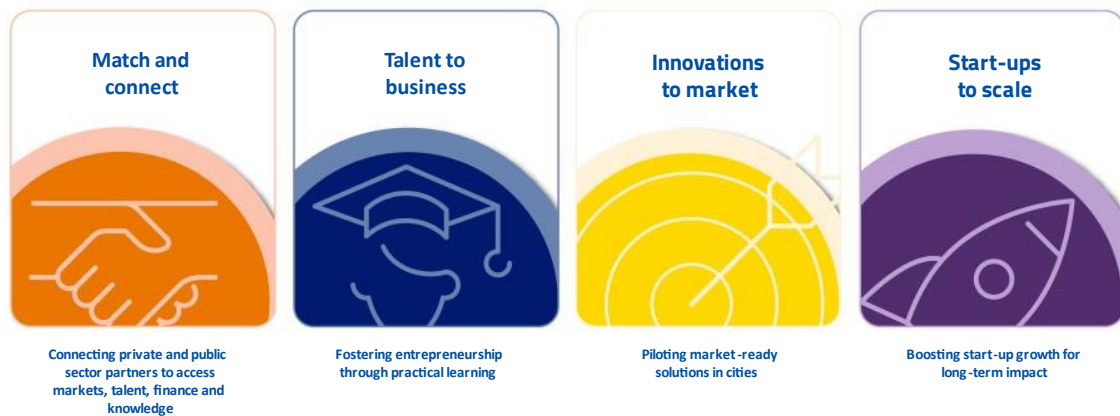 Match and
connect
Talent to
business
Innovations
to market
Start-ups
to scale
Connecting private and public
sector partners to access
markets, talent, finance and
knowledge
Fostering entrepreneurship
through practical learning
Piloting market-ready
solutions in cities
Boosting start-up growth for
long-term impact